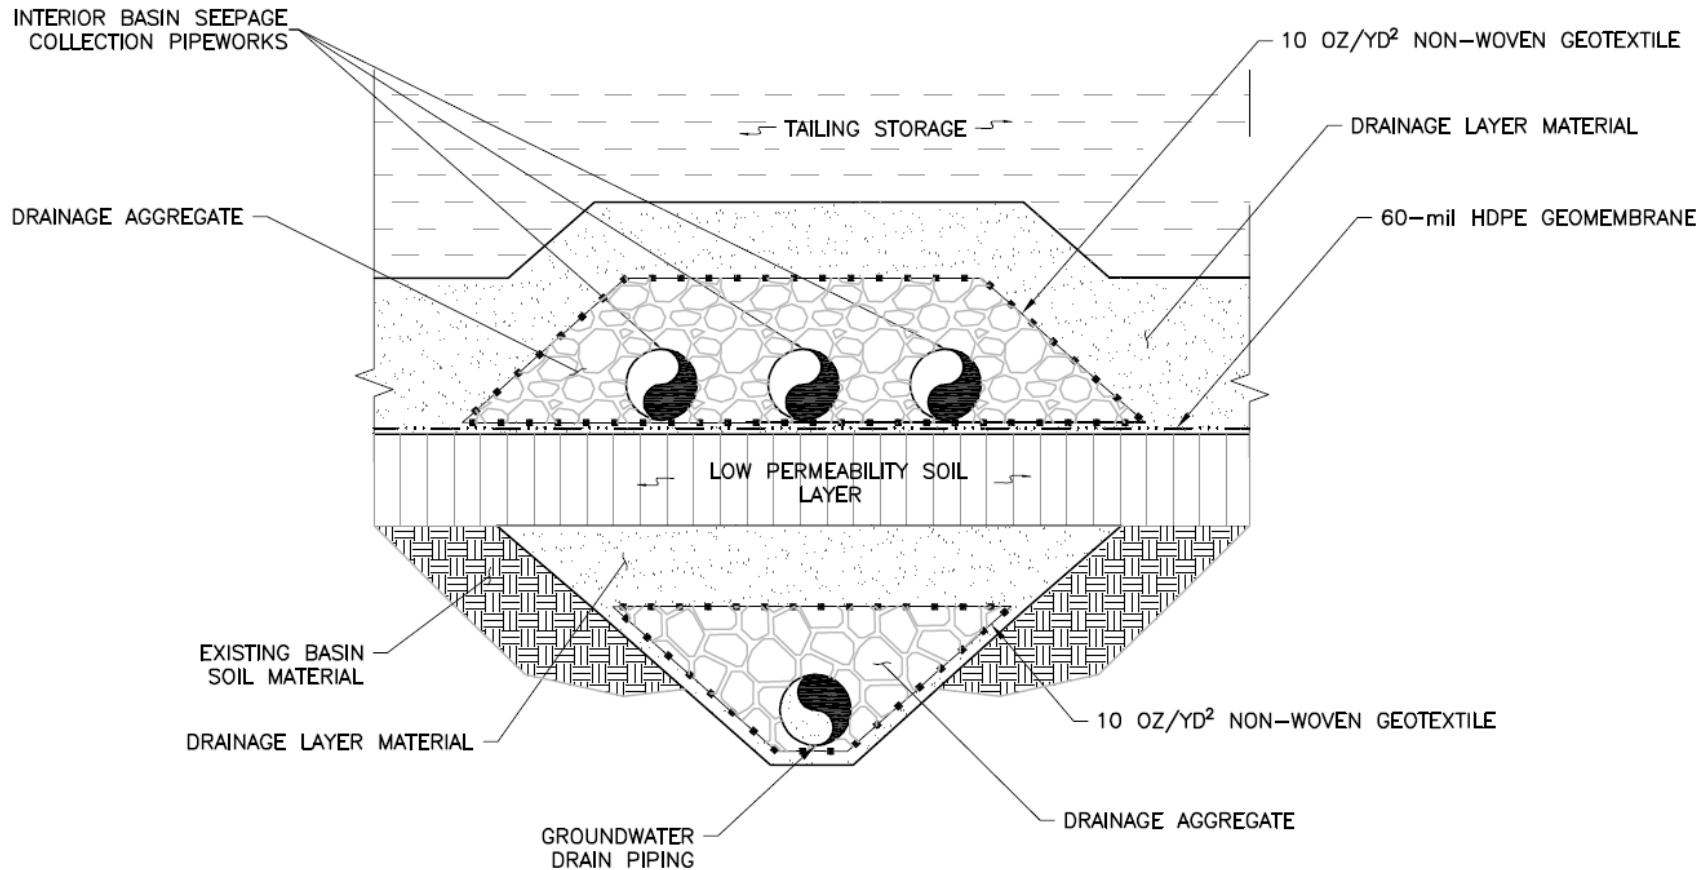 INTERIOR BASIN SEEPAGE
COLLECTION PIPEWORKS
10 OZ/YD² NON-WOVEN GEOTEXTILE
TAILING STORAGE
DRAINAGE LAYER MATERIAL
DRAINAGE AGGREGATE
60-mil HDPE GEOMEMBRANE
LOW PERMEABILITY SOIL
LAYER
EXISTING BASIN
SOIL MATERIAL
10 OZ/YD² NON-WOVEN GEOTEXTILE
DRAINAGE LAYER MATERIAL
DRAINAGE AGGREGATE
GROUNDWATER
DRAIN PIPING